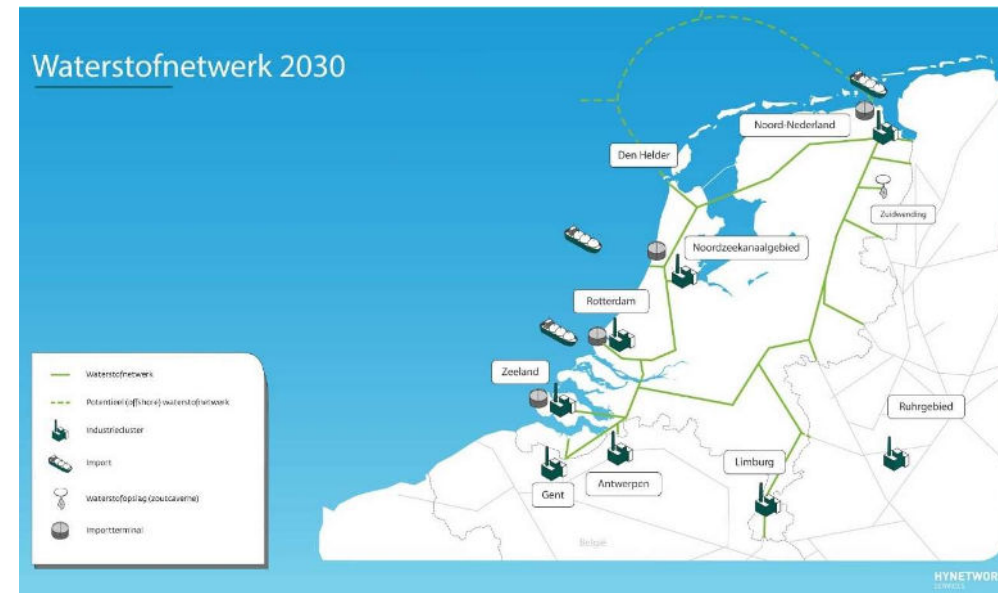 Waterstofnetwerk 2030
Noord-Nederland
Den Helder
Zuidwending
Noordzeekanaalgebied
Rotterdam
Zeeland
Ruhrgebied
Limburg
Antwerpen
Gent
België
Waterstofnetwerk
Potentieel (offshore) waterstofnetwerk
Industriecluster
Import
Waterstofopslag (zoutcaverne)
Importterminal
HYNETWOR